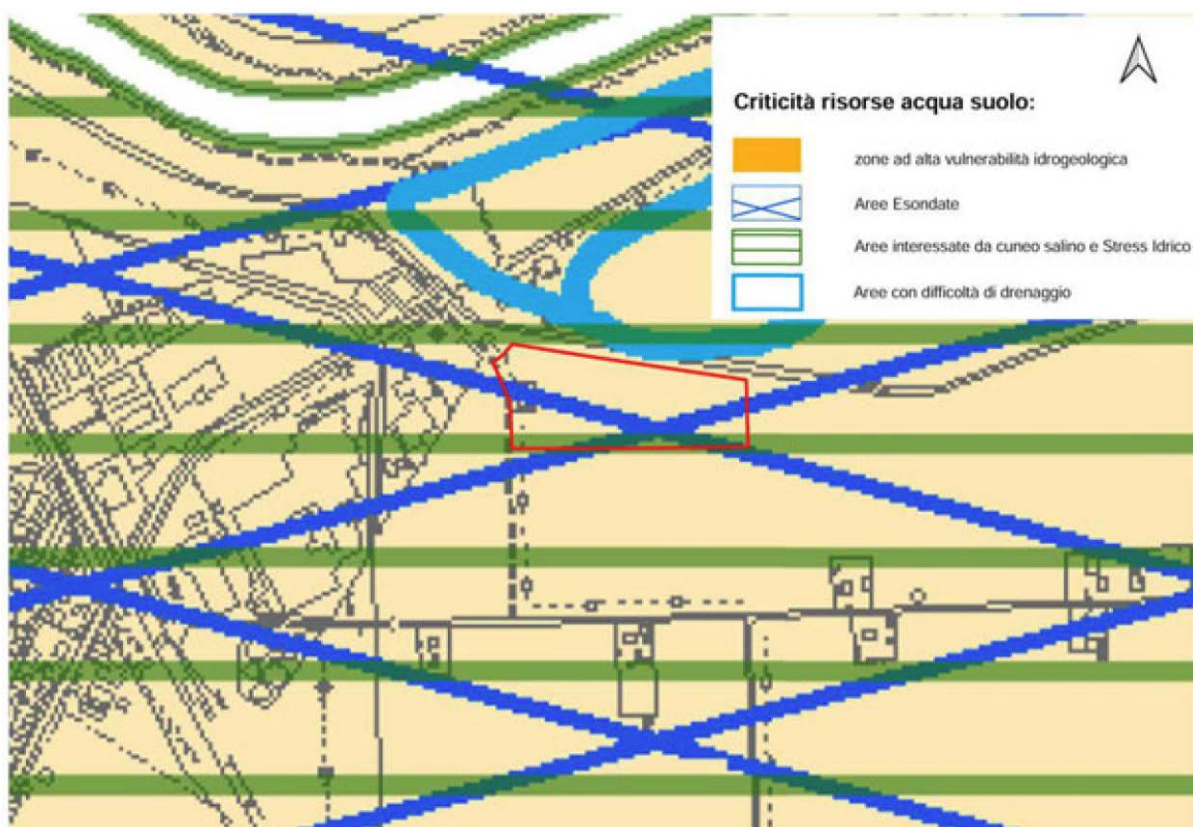 Criticità risorse acqua suolo:
zone ad alta vulnerabilità idrogeologica
Aree Esondate
Aree interessate da cuneo salino e Stress Idrico
Aree con difficoltà di drenaggio